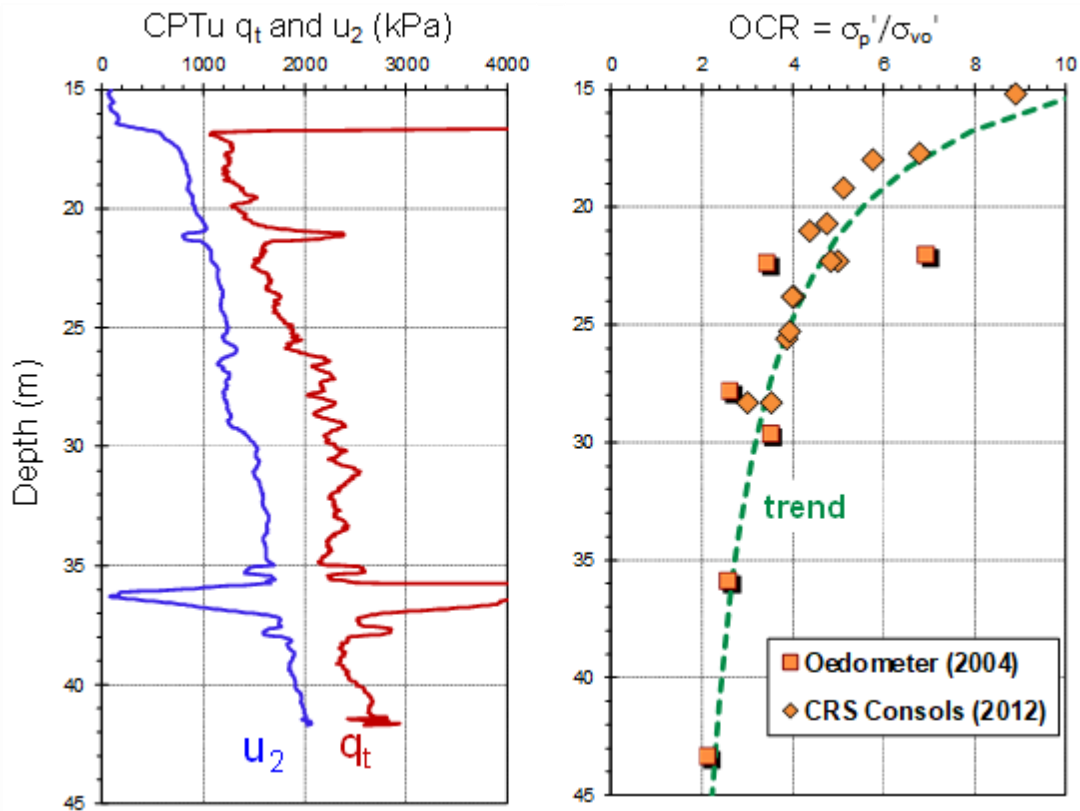 CPTu qt and u2 (kPa)
0 1000 2000 3000 4000
15
20
25
30
35
40
45
Depth (m)
u2
qt
OCR = σp'/σvo'
0 2 4 6 8 10
15
20
25
30
35
40
45
trend
Oedometer (2004)
CRS Consols (2012)